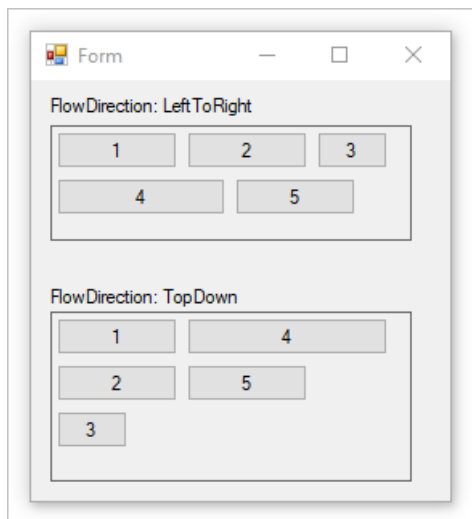 Form
FlowDirection: LeftToRight
1 2 3
4 5
FlowDirection: TopDown
1 4
2 5
3